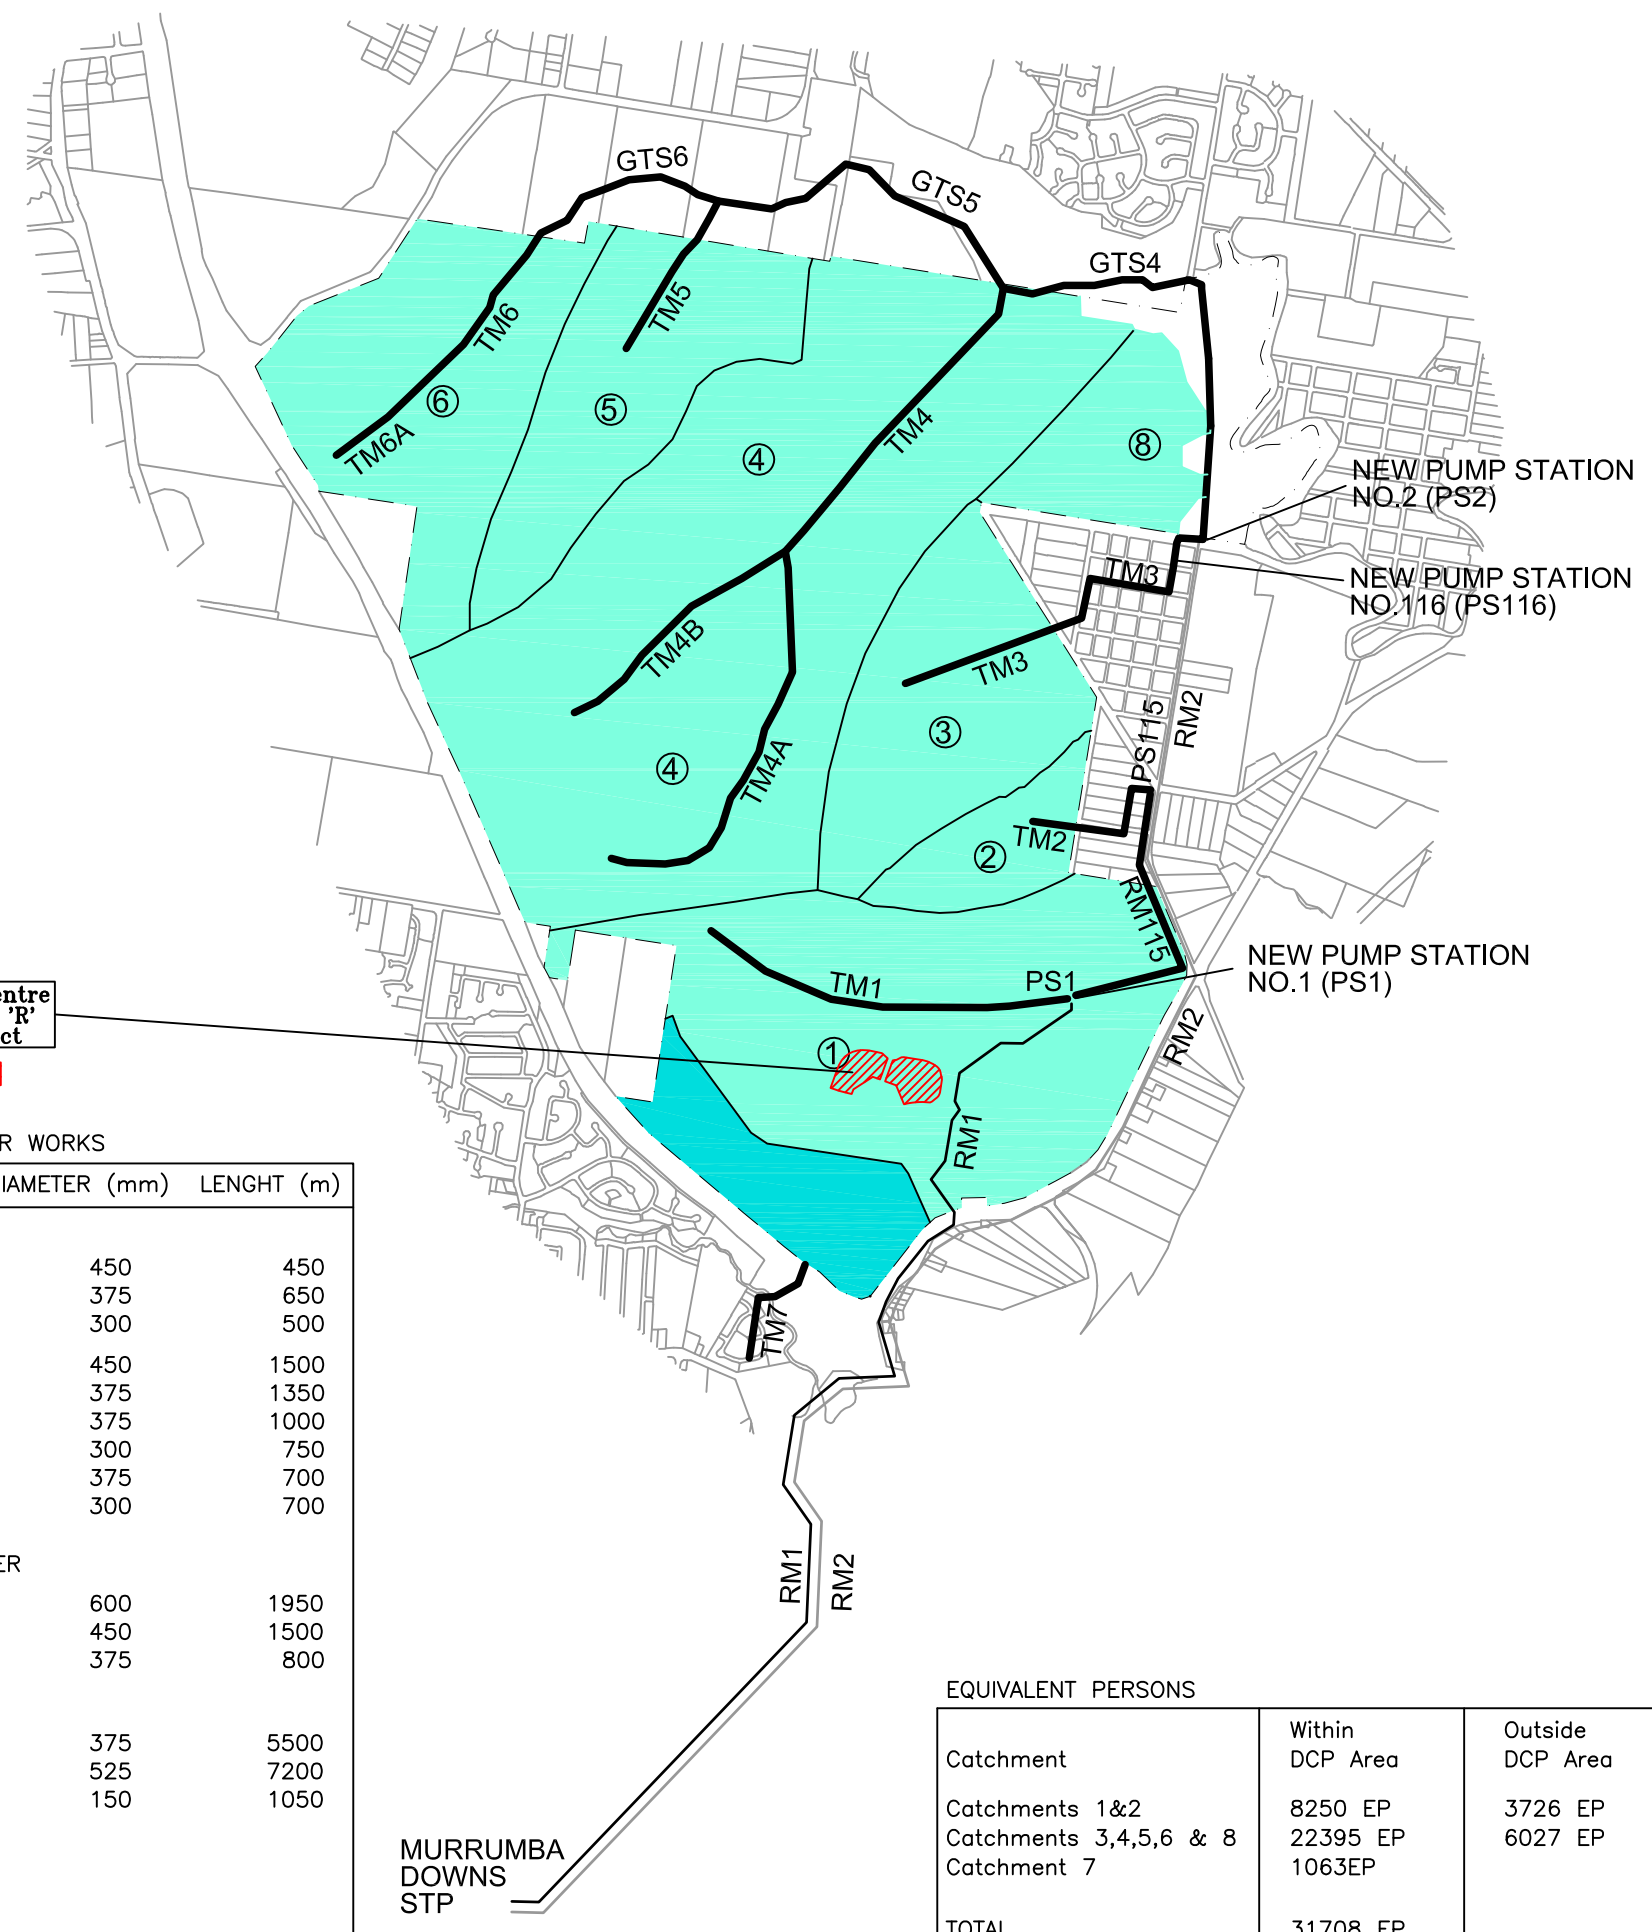 GTS6
GTS5
GTS4
TM5
TM6
TM6A
TM4
⑥
⑤
④
⑧
NEW PUMP STATION
NO.2 (PS2)
NEW PUMP STATION
NO.116 (PS116)
TM3
TM4B
TM3
PS115
RM2
③
④
TM4A
TM2
②
RM115
NEW PUMP STATION
NO.1 (PS1)
TM1
PS1
'R'
①
RM2
RM1
TM7
RM1
RM2
MURRUMBA
DOWNS
STP
WORKS
(mm) LENGHT (m)
450 450
375 650
300 500
450 1500
375 1350
375 1000
300 750
375 700
300 700
600 1950
450 1500
375 800
375 5500
525 7200
150 1050
EQUIVALENT PERSONS
Catchment Within DCP Area Outside DCP Area
Catchments 1&2 8250 EP 3726 EP
Catchments 3,4,5,6 & 8 22395 EP 6027 EP
Catchment 7 1063EP
TOTAL 31708 EP